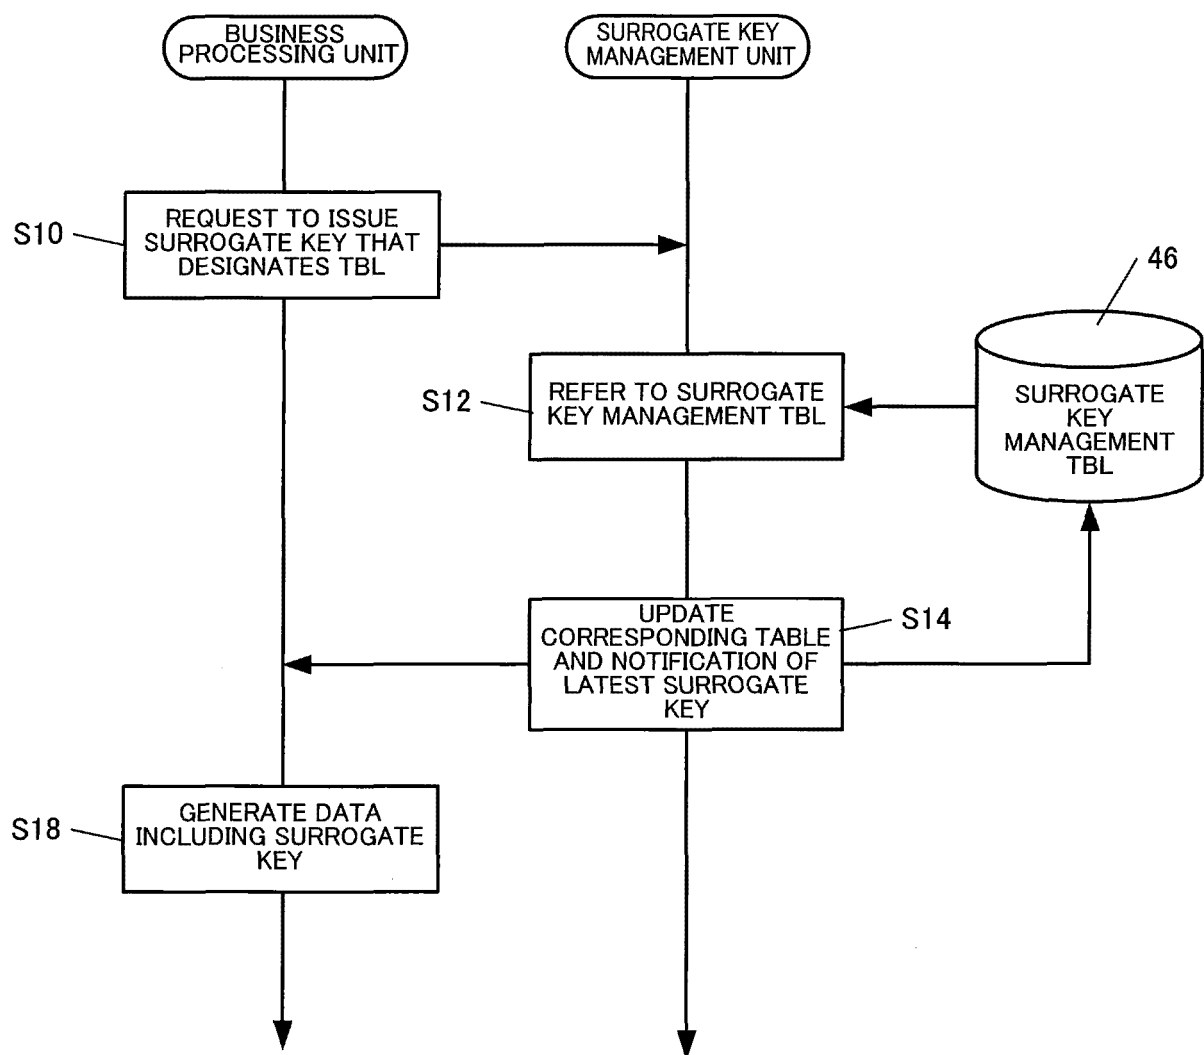 BUSINESS
PROCESSING UNIT
SURROGATE KEY
MANAGEMENT UNIT
S10
REQUEST TO ISSUE
SURROGATE KEY THAT
DESIGNATES TBL
46
S12
REFER TO SURROGATE
KEY MANAGEMENT TBL
SURROGATE
KEY
MANAGEMENT
TBL
UPDATE
CORRESPONDING TABLE
AND NOTIFICATION OF
LATEST SURROGATE
KEY
S14
S18
GENERATE DATA
INCLUDING SURROGATE
KEY